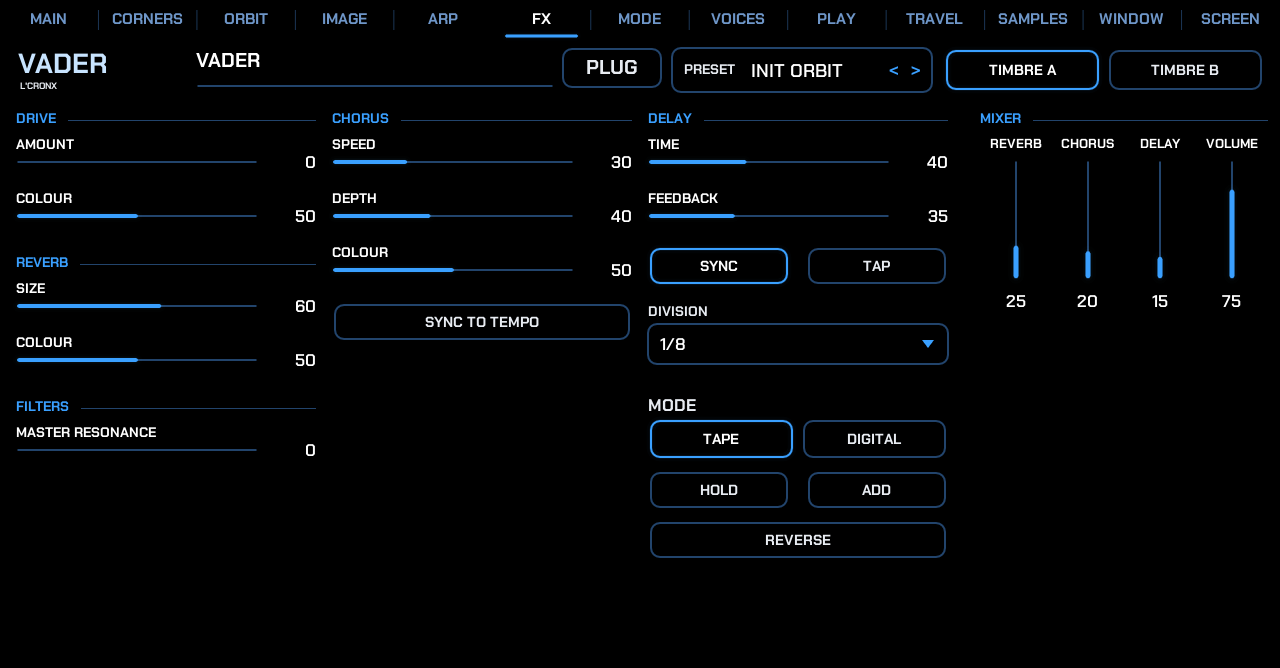 MAIN CORNERS ORBIT IMAGE ARP FX MODE VOICES PLAY TRAVEL SAMPLES WINDOW SCREEN
VADER
L'CRONX
VADER
PLUG
PRESET INIT ORBIT < >
TIMBRE A
TIMBRE B
DRIVE
AMOUNT
0
COLOUR
50
REVERB
SIZE
60
COLOUR
50
FILTERS
MASTER RESONANCE
0
CHORUS
SPEED
30
DEPTH
40
COLOUR
50
SYNC TO TEMPO
DELAY
TIME
40
FEEDBACK
35
SYNC TAP
DIVISION
1/8
MODE
TAPE DIGITAL
HOLD ADD
REVERSE
MIXER
REVERB CHORUS DELAY VOLUME
25 20 15 75